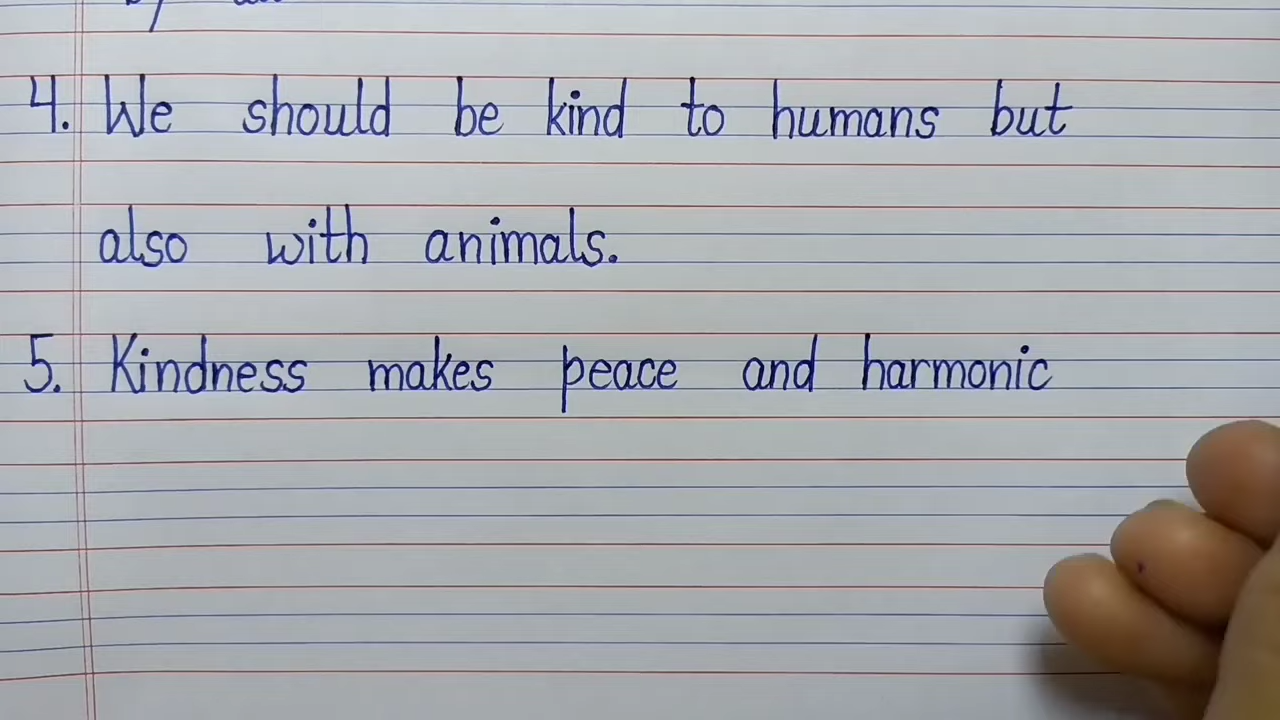 4. We should be kind to humans but
also with animals.
5. Kindness makes peace and harmonic